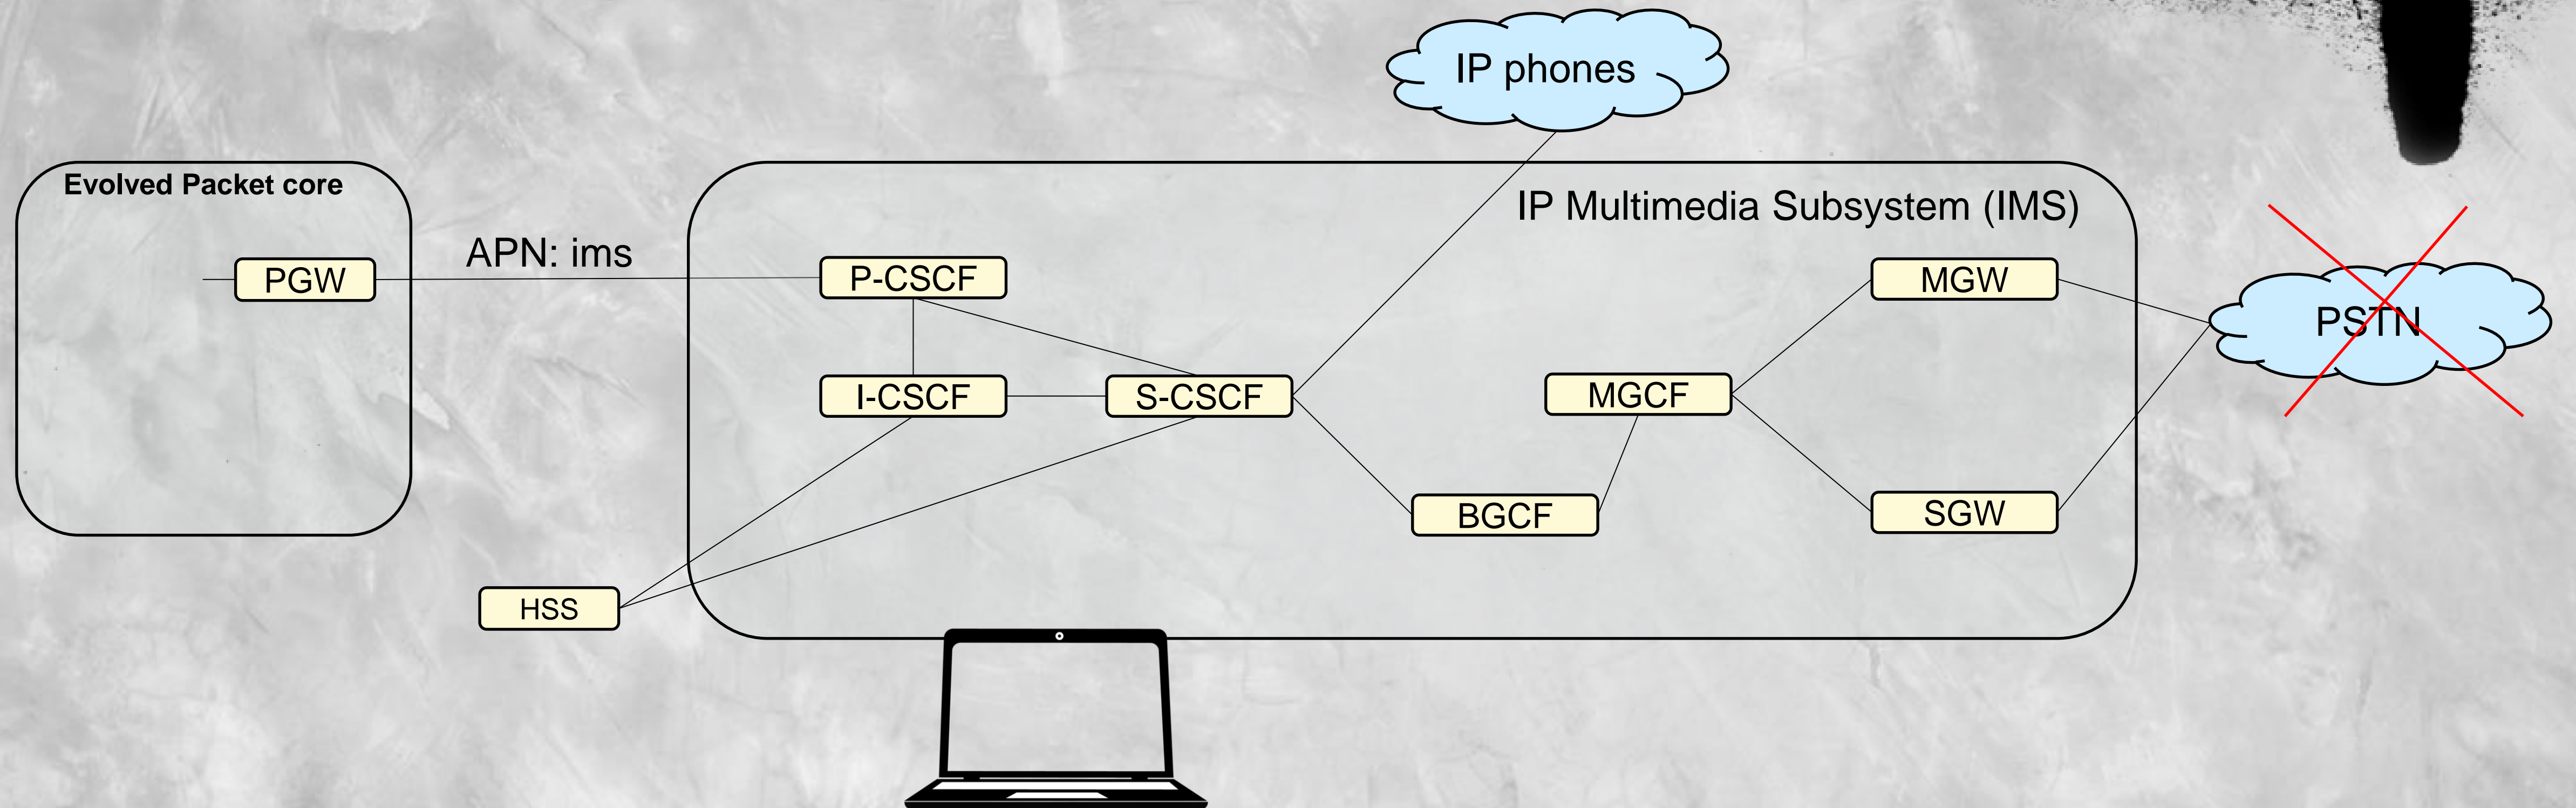 IP phones
Evolved Packet core
IP Multimedia Subsystem (IMS)
APN: ims
PGW
P-CSCF
MGW
PSTN
I-CSCF
S-CSCF
MGCF
BGCF
SGW
HSS